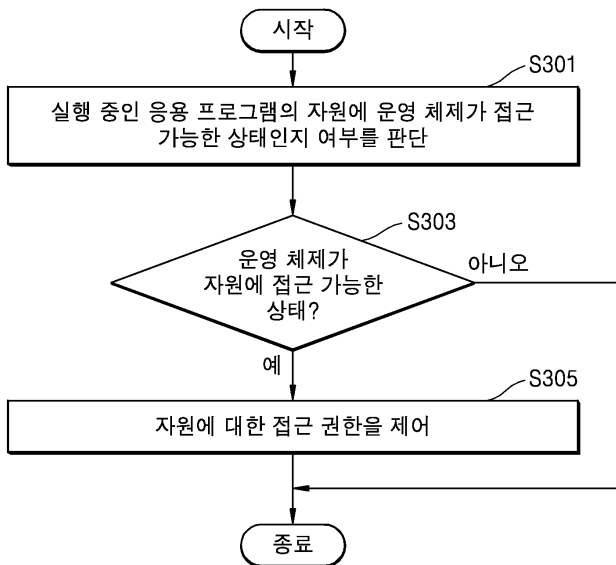 시작
S301
실행 중인 응용 프로그램의 자원에 운영 체제가 접근
가능한 상태인지 여부를 판단
S303
운영 체제가
자원에 접근 가능한
상태?
아니오
예
S305
자원에 대한 접근 권한을 제어
종료